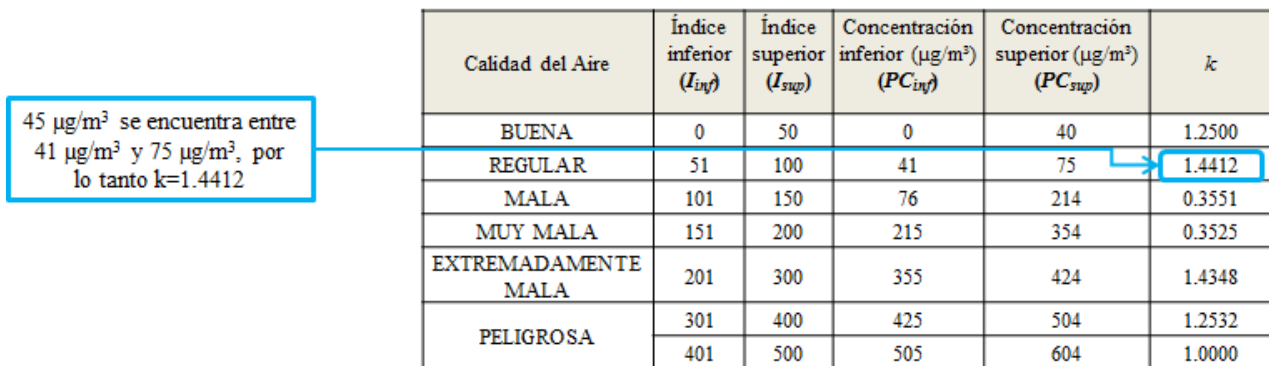 45 µg/m³ se encuentra entre
41 µg/m³ y 75 µg/m³, por
lo tanto k=1.4412
Calidad del Aire
Índice
inferior
(Iinf)
Índice
superior
(Isup)
Concentración
inferior (µg/m³)
(PCinf)
Concentración
superior (µg/m³)
(PCsup)
k
BUENA 0 50 0 40 1.2500
REGULAR 51 100 41 75 1.4412
MALA 101 150 76 214 0.3551
MUY MALA 151 200 215 354 0.3525
EXTREMADAMENTE
MALA
201 300 355 424 1.4348
PELIGROSA
301 400 425 504 1.2532
401 500 505 604 1.0000